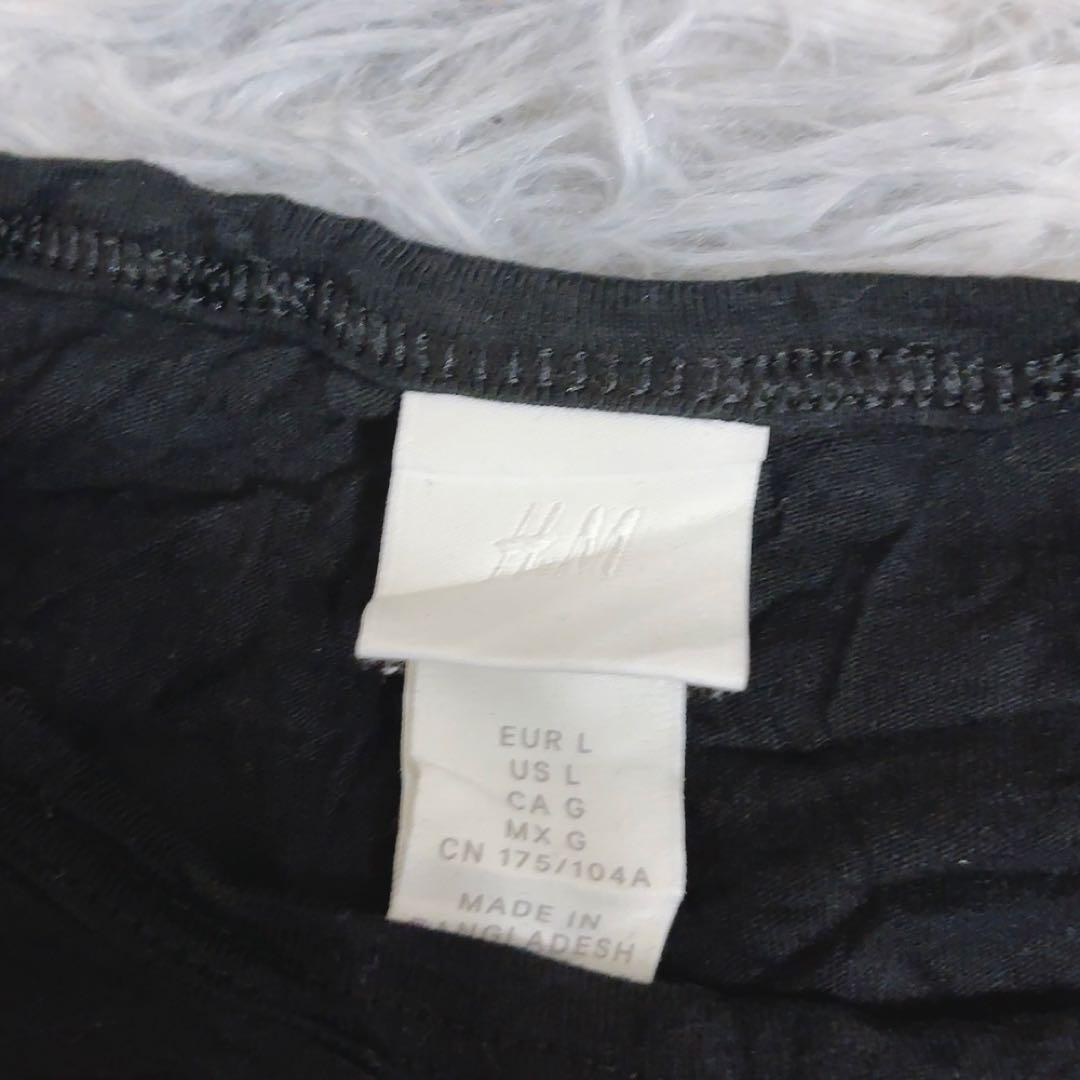 H&M
EUR L
US L
CA G
MX G
CN 175/104A
MADE IN
BANGLADESH